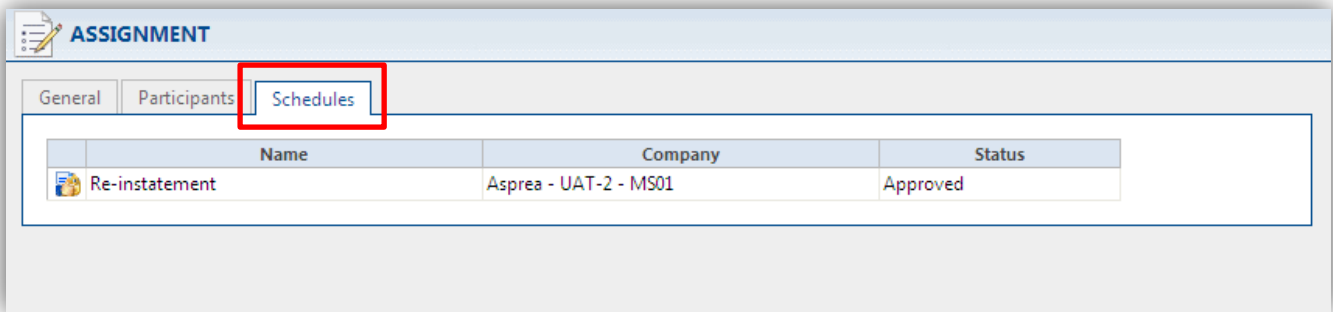 ASSIGNMENT
General Participants Schedules
Name Company Status
Re-instatement Asprea - UAT-2 - MS01 Approved